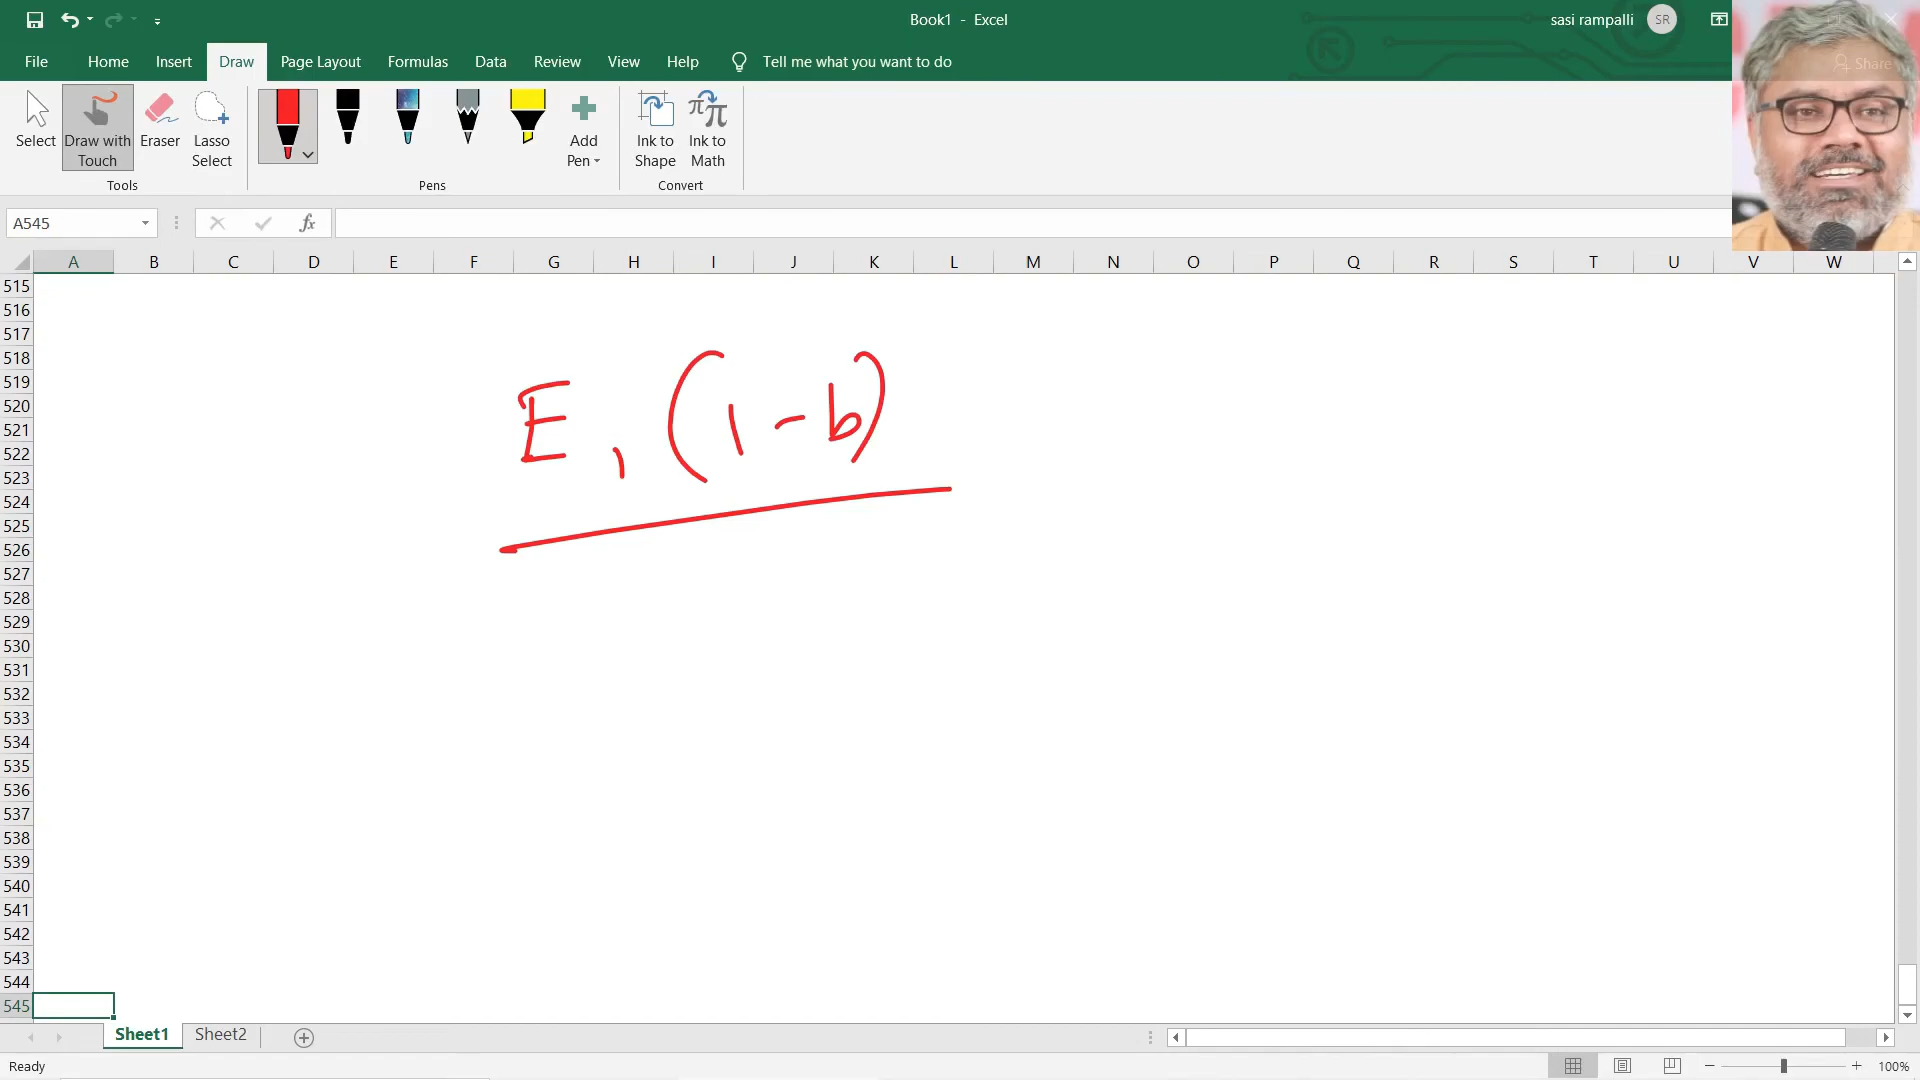 Book1 - Excel
sasi rampalli
SR
File
Home
Insert
Draw
Page Layout
Formulas
Data
Review
View
Help
Tell me what you want to do
Share
Select
Draw with Touch
Eraser
Lasso Select
Add Pen
Ink to Shape
Ink to Math
Tools
Pens
Convert
A545
fx
A B C D E F G H I J K L M N O P Q R S T U V W
515
516
517
518
519
520
521
522
523
524
525
526
527
528
529
530
531
532
533
534
535
536
537
538
539
540
541
542
543
544
545
E, (1-b)
Sheet1
Sheet2
Ready
100%